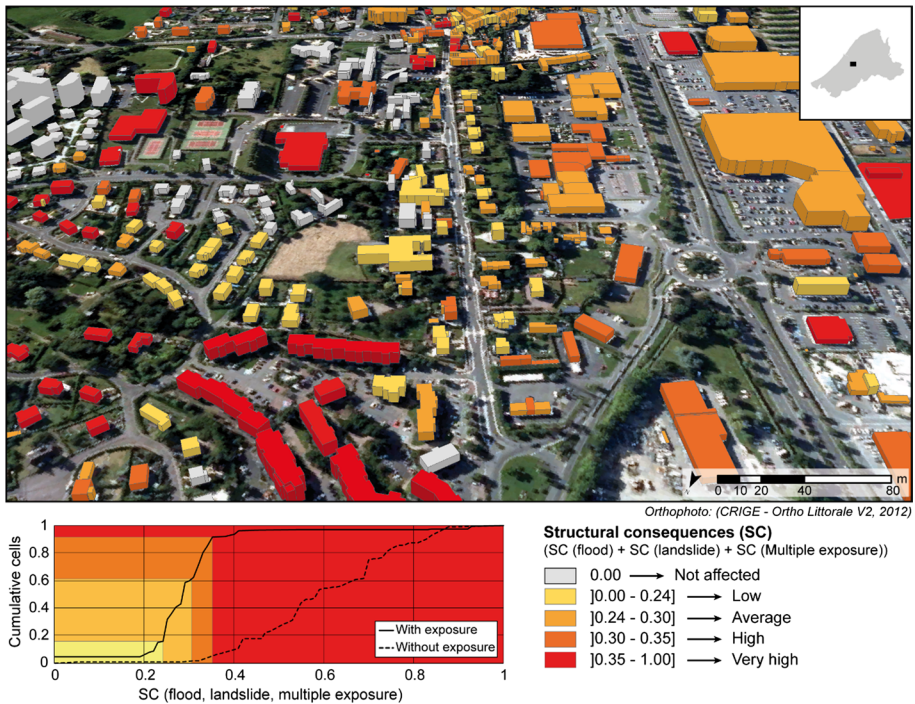 0 10 20 40 80 m
Orthophoto: (CRIGE - Ortho Littorale V2, 2012)
Cumulative cells
1
0.8
0.6
0.4
0.2
0
With exposure
Without exposure
0 0.2 0.4 0.6 0.8 1
SC (flood, landslide, multiple exposure)
Structural consequences (SC)
(SC (flood) + SC (landslide) + SC (Multiple exposure))
0.00 → Not affected
]0.00 - 0.24] → Low
]0.24 - 0.30] → Average
]0.30 - 0.35] → High
]0.35 - 1.00] → Very high